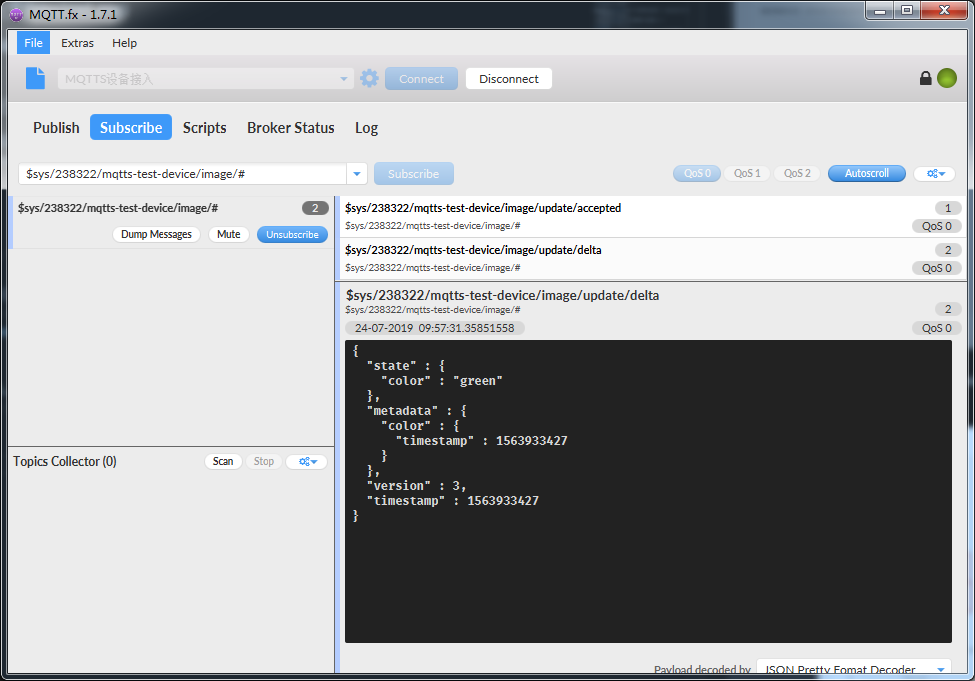 MQTT.fx - 1.7.1
File Extras Help
MQTTS设备接入 Connect Disconnect
Publish Subscribe Scripts Broker Status Log
$sys/238322/mqtts-test-device/image/# Subscribe QoS 0 QoS 1 QoS 2 Autoscroll
$sys/238322/mqtts-test-device/image/# 2
Dump Messages Mute Unsubscribe
$sys/238322/mqtts-test-device/image/update/accepted 1
$sys/238322/mqtts-test-device/image/# QoS 0
$sys/238322/mqtts-test-device/image/update/delta 2
$sys/238322/mqtts-test-device/image/# QoS 0
$sys/238322/mqtts-test-device/image/update/delta
$sys/238322/mqtts-test-device/image/# 2
24-07-2019 09:57:31.35851558 QoS 0
{
"state" : {
"color" : "green"
},
"metadata" : {
"color" : {
"timestamp" : 1563933427
}
},
"version" : 3,
"timestamp" : 1563933427
}
Topics Collector (0) Scan Stop
Payload decoded by JSON Pretty Fomat Decoder